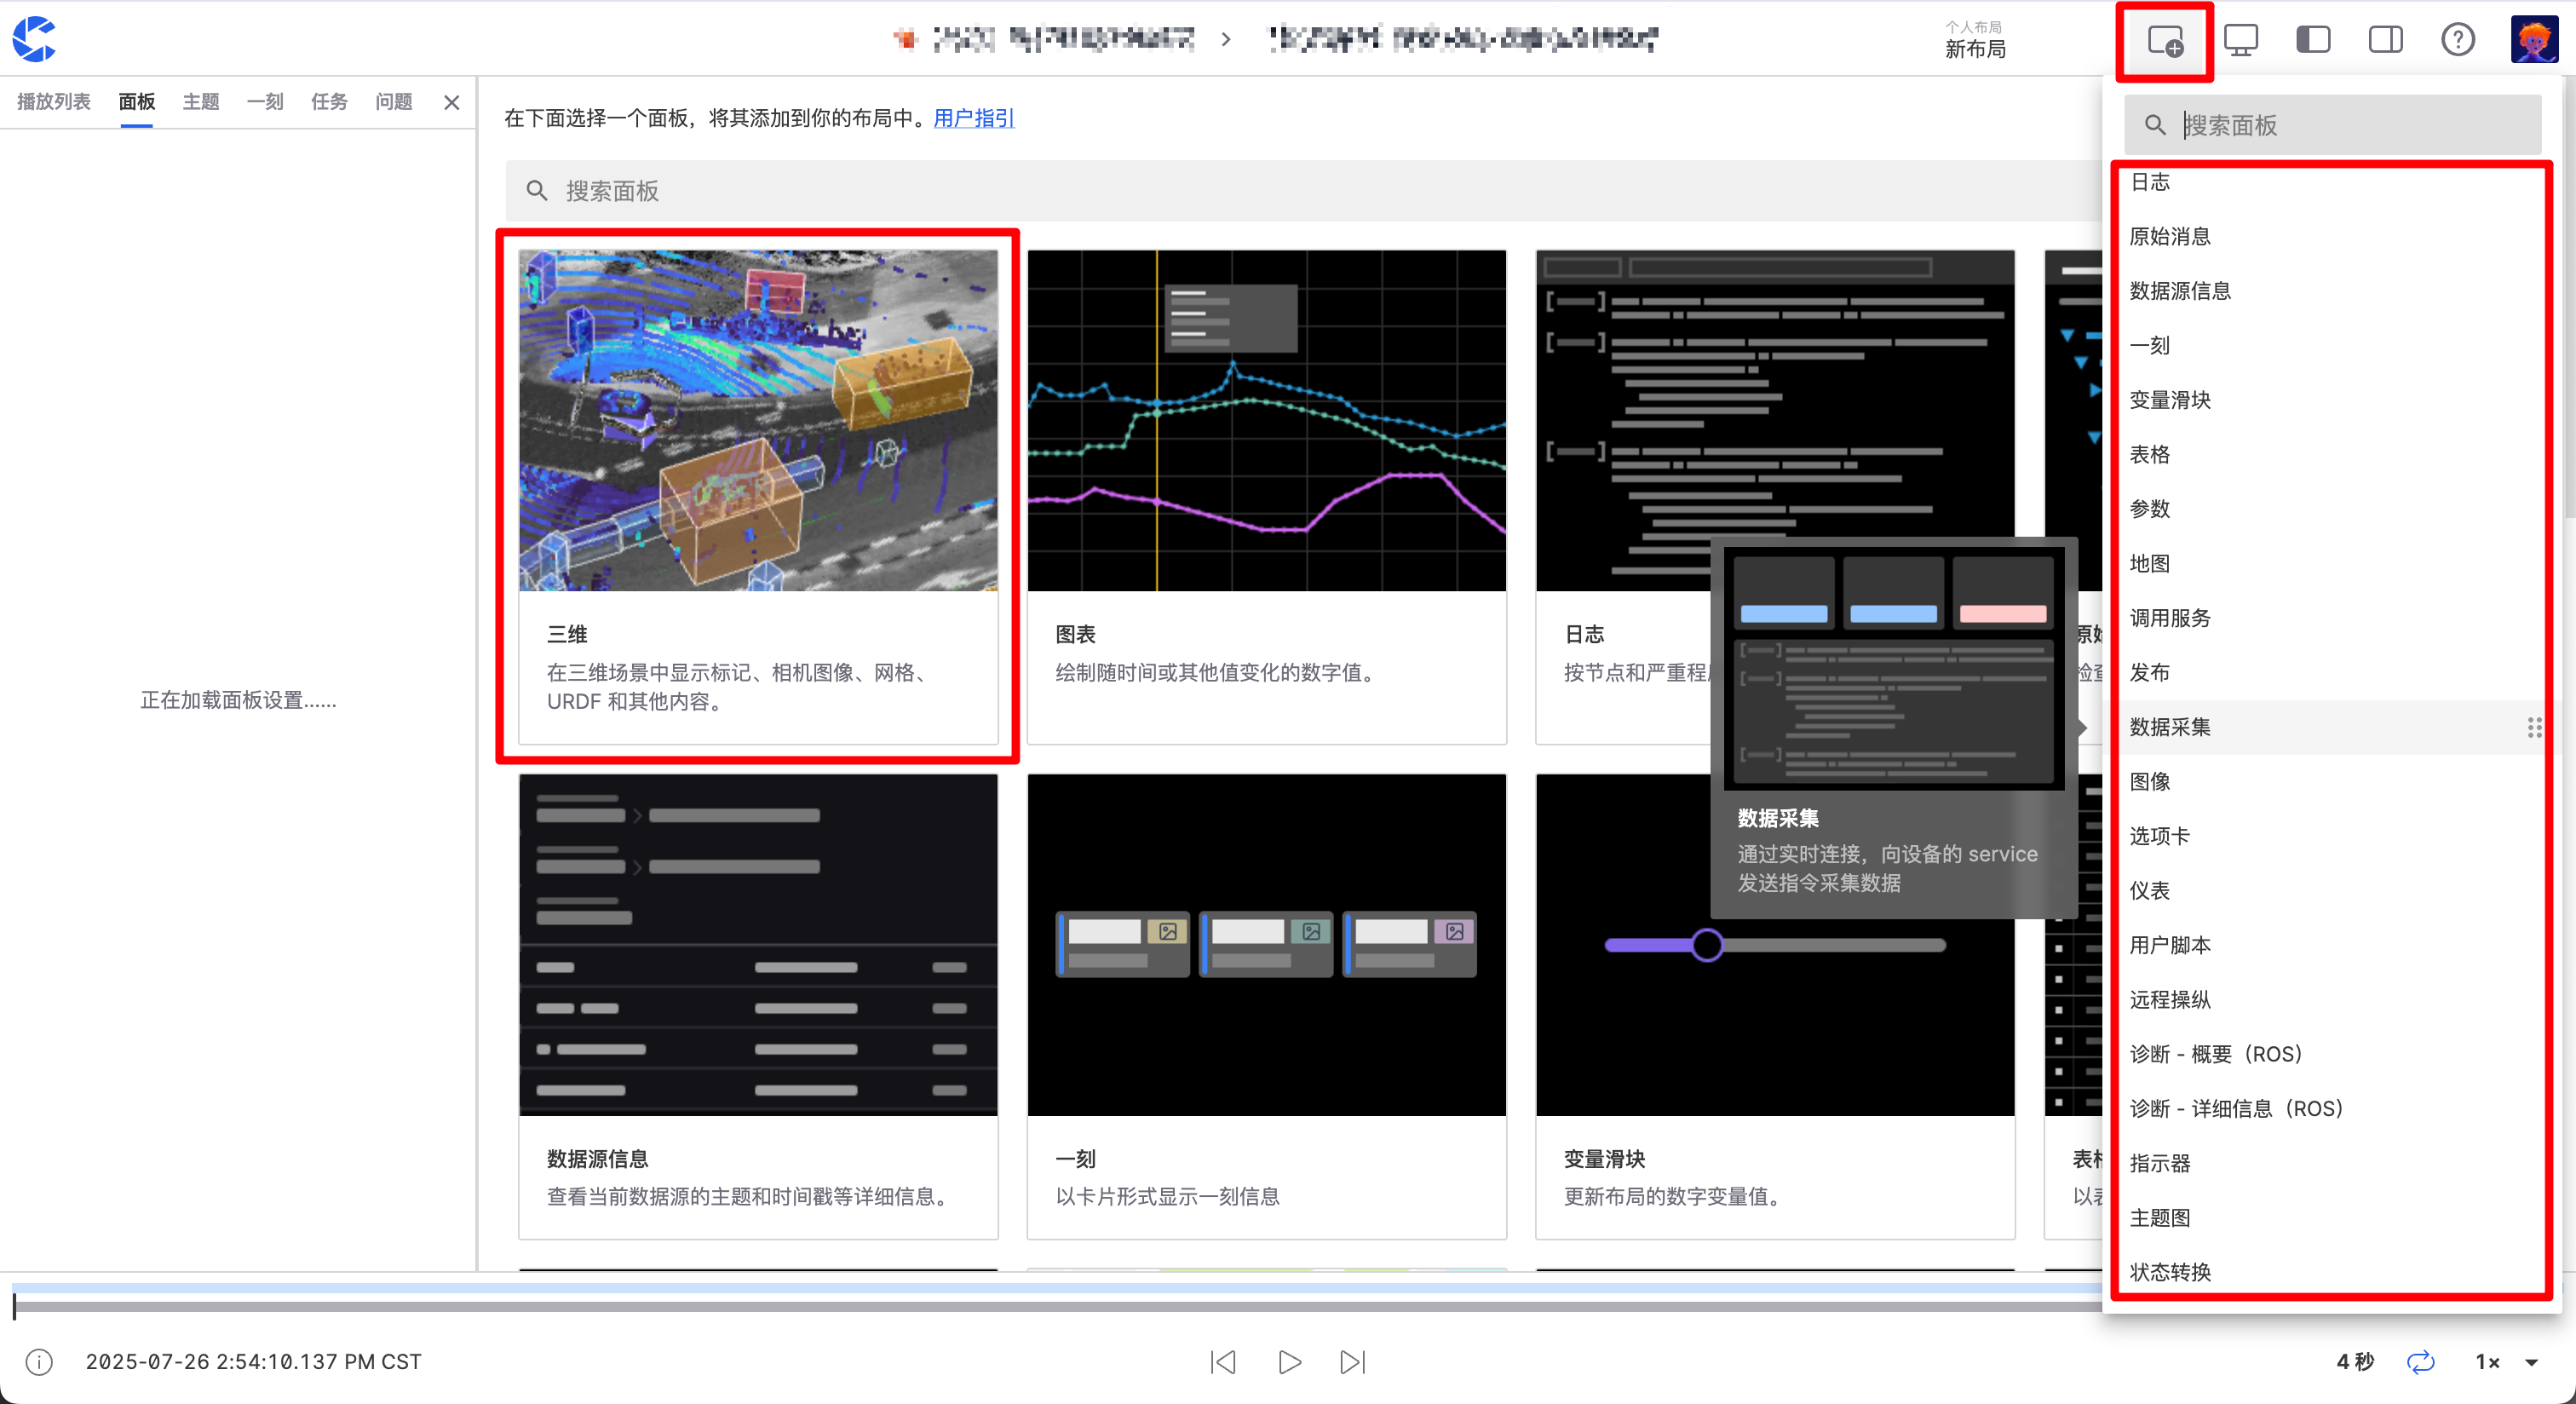 个人布局
新布局
播放列表
面板
主题
一刻
任务
问题
正在加载面板设置......
在下面选择一个面板，将其添加到你的布局中。用户指引
搜索面板
三维
在三维场景中显示标记、相机图像、网格、
URDF 和其他内容。
图表
绘制随时间或其他值变化的数字值。
日志
按节点和严重程
数据采集
通过实时连接，向设备的 service
发送指令采集数据
数据源信息
查看当前数据源的主题和时间戳等详细信息。
一刻
以卡片形式显示一刻信息
变量滑块
更新布局的数字变量值。
搜索面板
日志
原始消息
数据源信息
一刻
变量滑块
表格
参数
地图
调用服务
发布
数据采集
图像
选项卡
仪表
用户脚本
远程操纵
诊断 - 概要（ROS）
诊断 - 详细信息（ROS）
指示器
主题图
状态转换
2025-07-26 2:54:10.137 PM CST
4 秒
1×